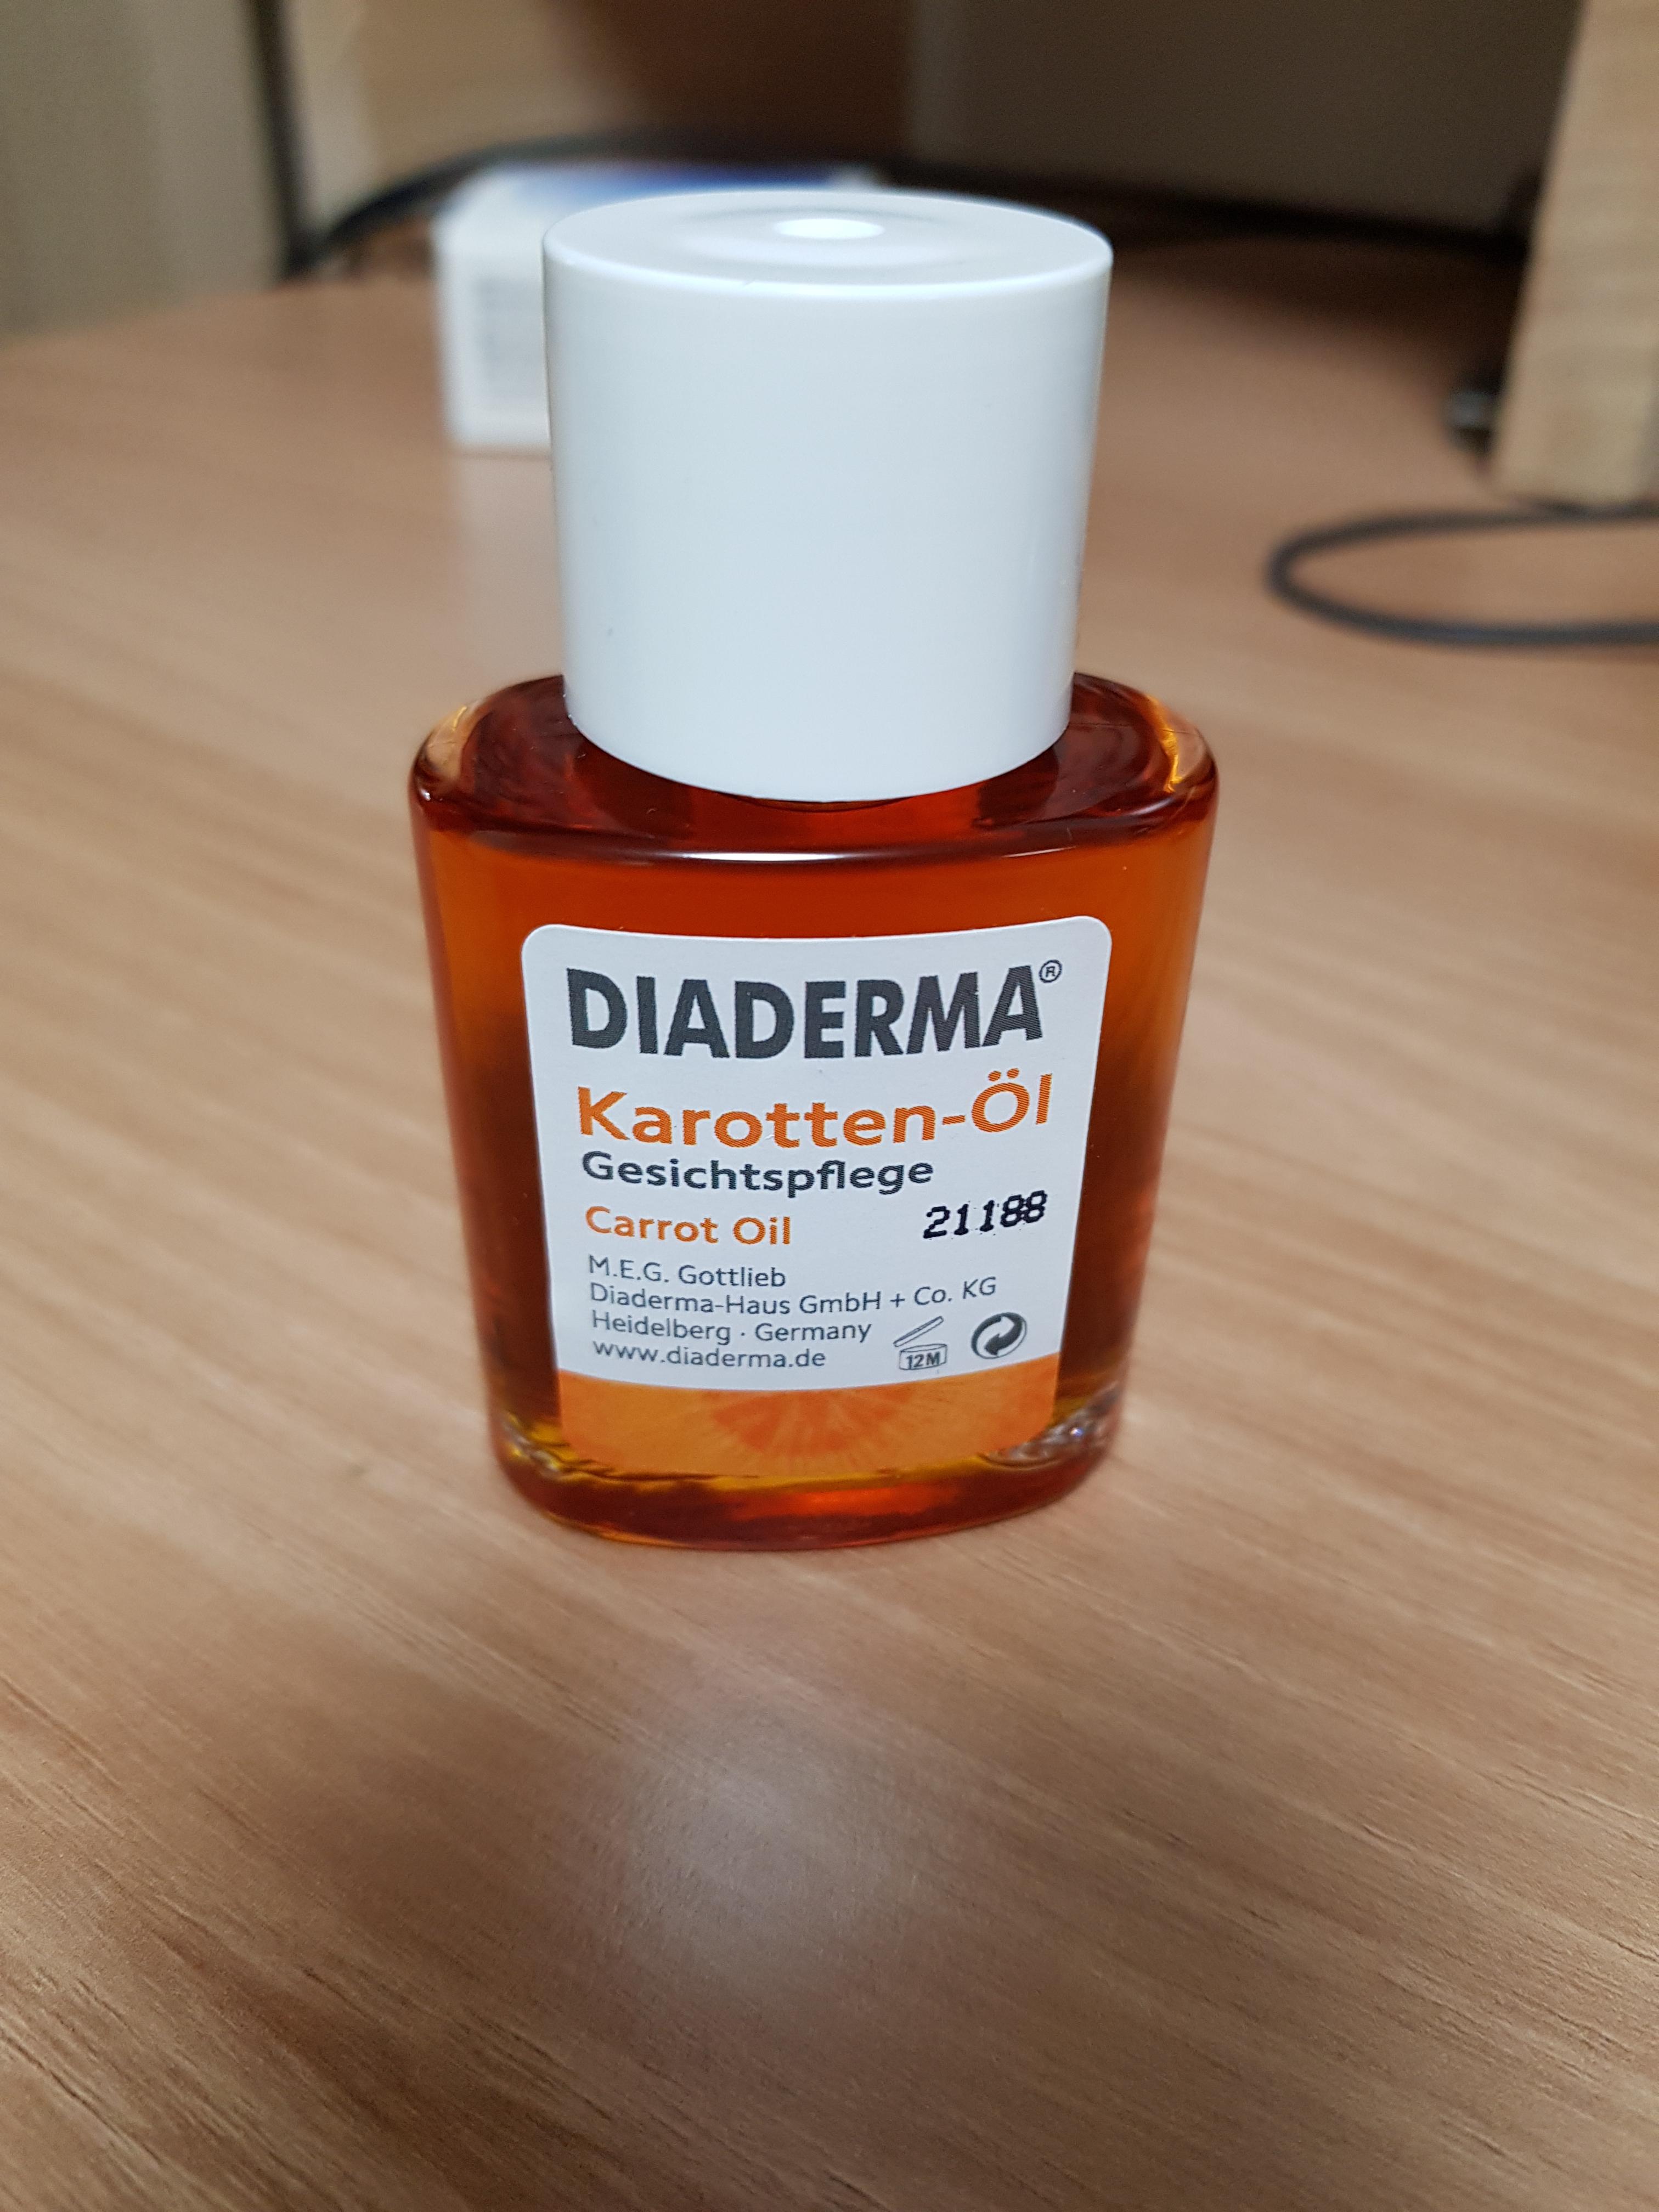 DIADERMA®
Karotten-Öl
Gesichtspflege
Carrot Oil 21188
M.E.G. Gottlieb
Diaderma-Haus GmbH + Co. KG
Heidelberg · Germany
www.diaderma.de 12M